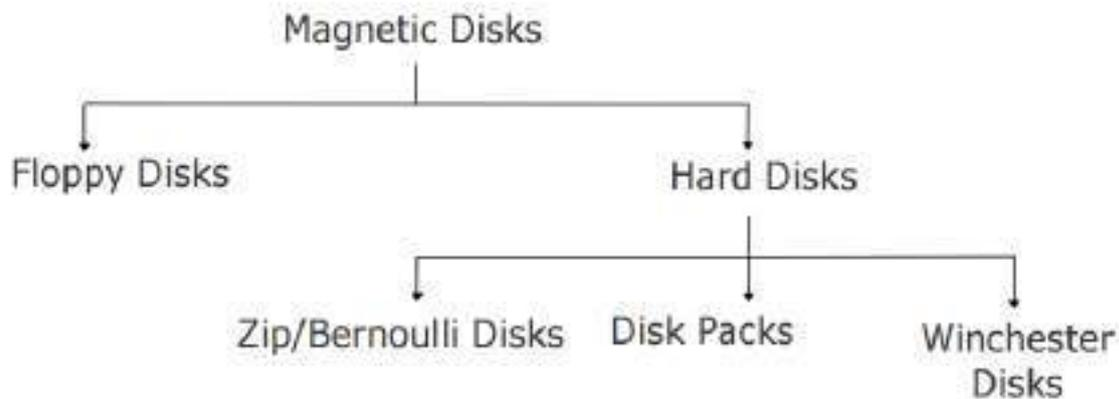 Magnetic Disks
Floppy Disks
Hard Disks
Zip/Bernoulli Disks
Disk Packs
Winchester
Disks